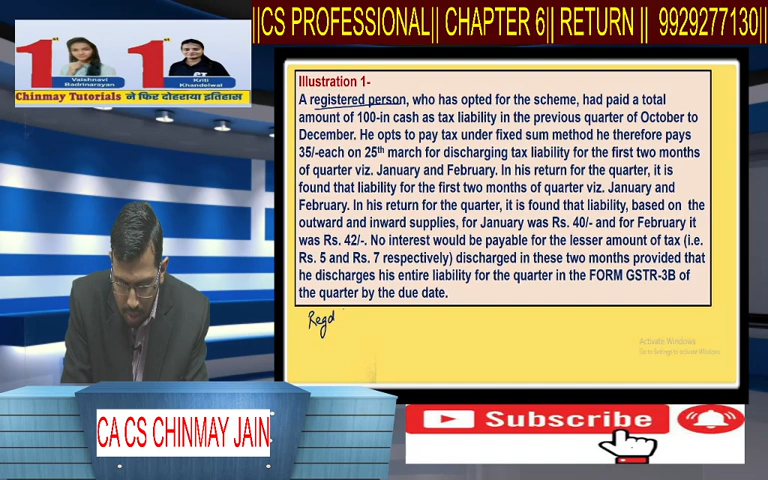 ||CS PROFESSIONAL|| CHAPTER 6|| RETURN || 9929277130||
1st
Vaishnavi
Badrinarayan
1st
Kriti
Khandelwal
Chinmay Tutorials ने फिर दोहराया इतिहास
Illustration 1-
A registered person, who has opted for the scheme, had paid a total
amount of 100-in cash as tax liability in the previous quarter of October to
December. He opts to pay tax under fixed sum method he therefore pays
35/-each on 25th march for discharging tax liability for the first two months
of quarter viz. January and February. In his return for the quarter, it is
found that liability for the first two months of quarter viz. January and
February. In his return for the quarter, it is found that liability, based on the
outward and inward supplies, for January was Rs. 40/- and for February it
was Rs. 42/-. No interest would be payable for the lesser amount of tax (i.e.
Rs. 5 and Rs. 7 respectively) discharged in these two months provided that
he discharges his entire liability for the quarter in the FORM GSTR-3B of
the quarter by the due date.
Regd
Activate Windows
Go to Settings to activate Windows
CA CS CHINMAY JAIN
Subscribe